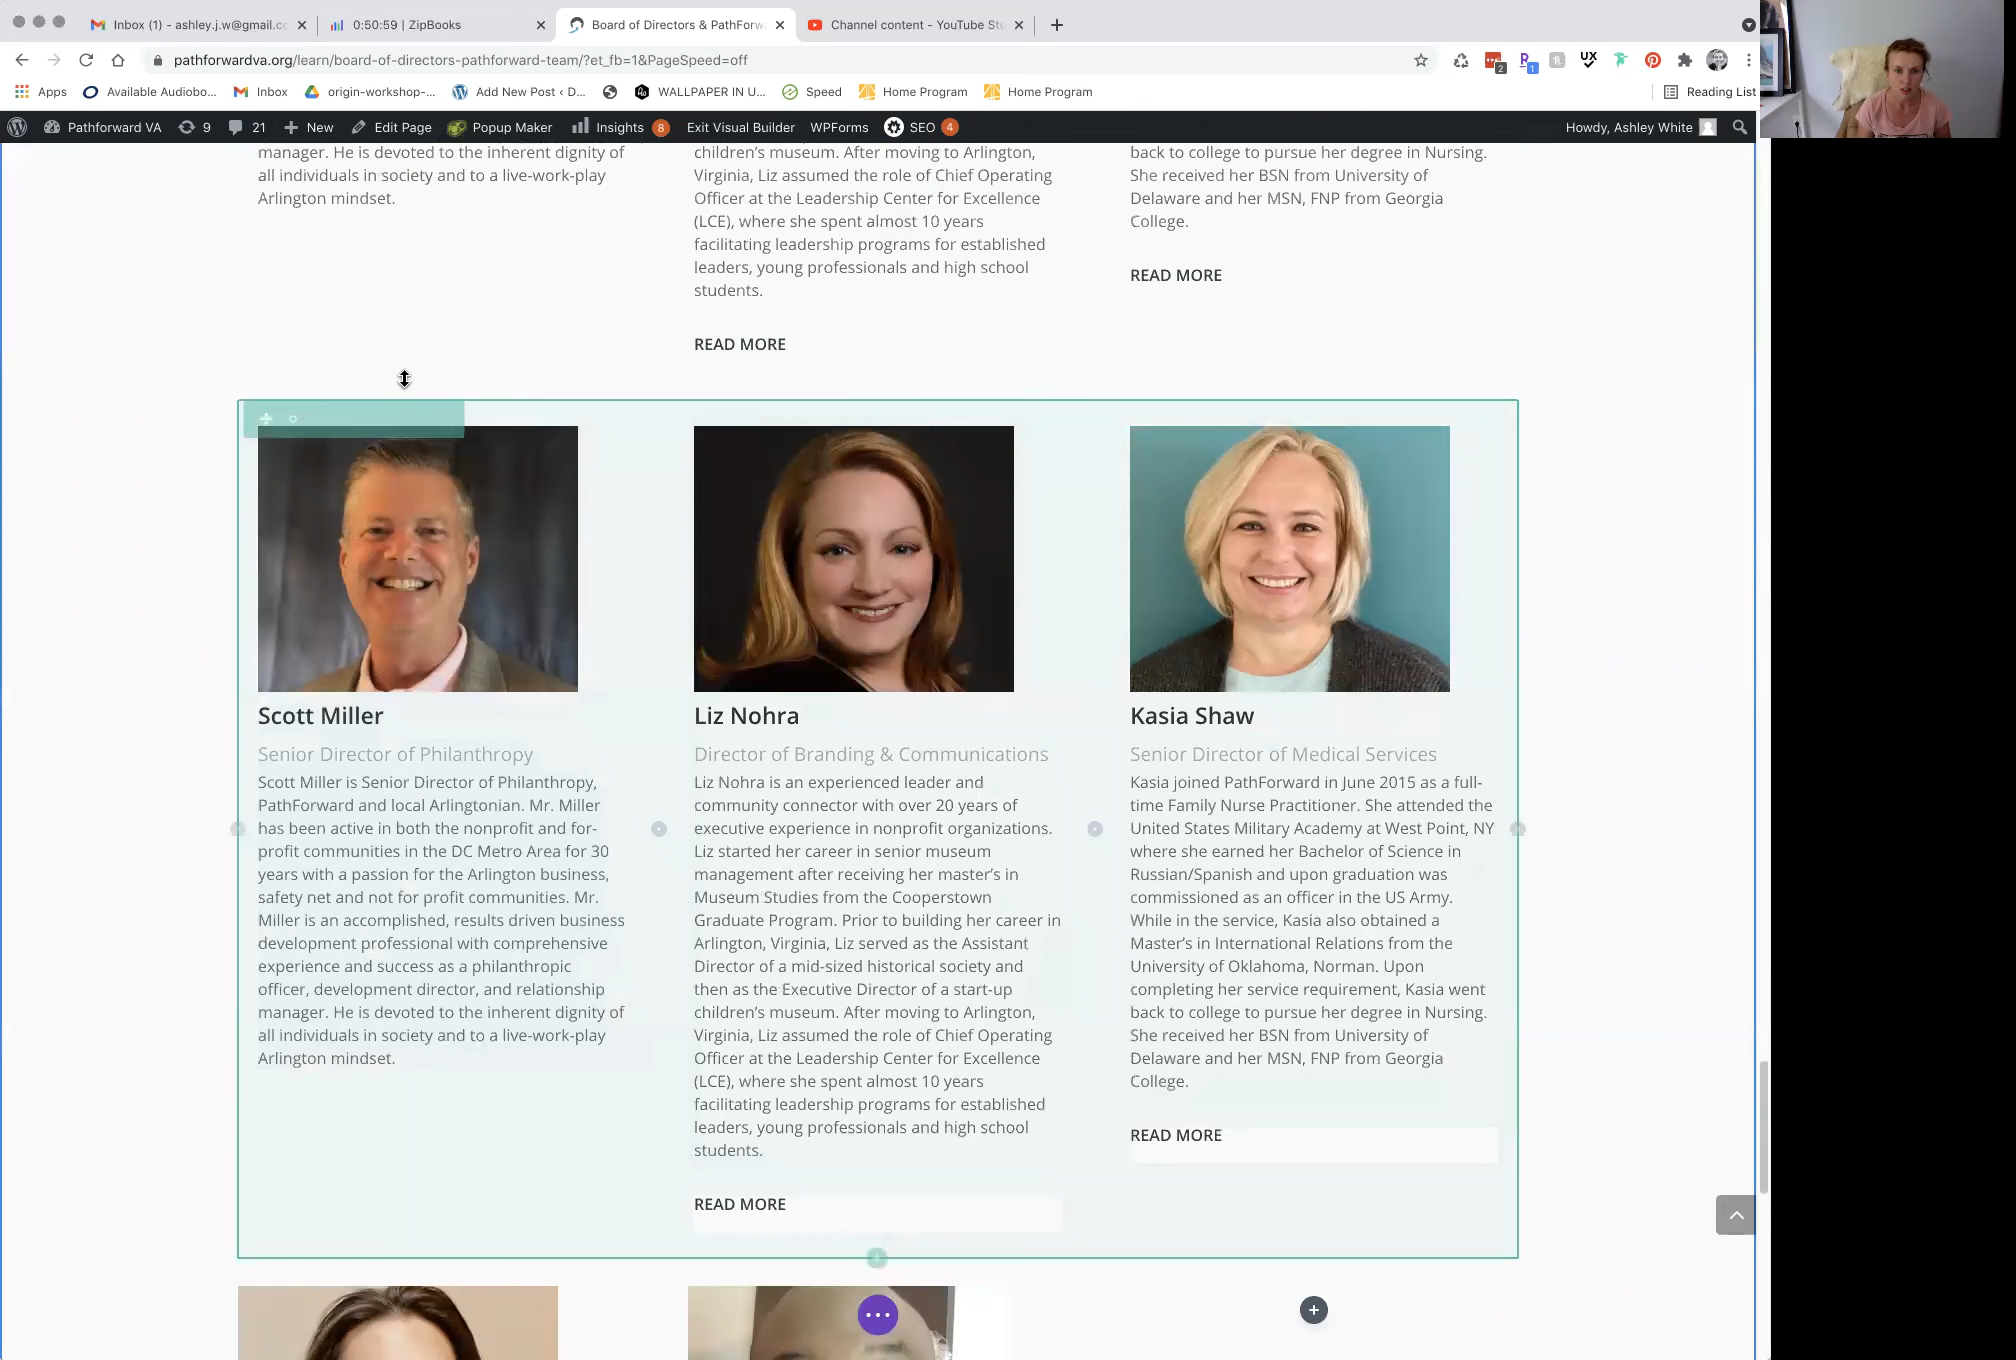 Inbox (1) - ashley.j.w@gmail.co
0:50:59 | ZipBooks
Board of Directors & PathForw
Channel content - YouTube Stu
pathforwardva.org/learn/board-of-directors-pathforward-team/?et_fb=1&PageSpeed=off
2
1
UX
Apps
Available Audiobo...
Inbox
origin-workshop-...
Add New Post ‹ D...
WALLPAPER IN U...
Speed
Home Program
Home Program
Reading List
Pathforward VA
9
21
New
Edit Page
Popup Maker
Insights
8
Exit Visual Builder
WPForms
SEO
4
Howdy, Ashley White
manager. He is devoted to the inherent dignity of
all individuals in society and to a live-work-play
Arlington mindset.
children's museum. After moving to Arlington,
Virginia, Liz assumed the role of Chief Operating
Officer at the Leadership Center for Excellence
(LCE), where she spent almost 10 years
facilitating leadership programs for established
leaders, young professionals and high school
students.
READ MORE
back to college to pursue her degree in Nursing.
She received her BSN from University of
Delaware and her MSN, FNP from Georgia
College.
READ MORE
Scott Miller
Senior Director of Philanthropy
Scott Miller is Senior Director of Philanthropy,
PathForward and local Arlingtonian. Mr. Miller
has been active in both the nonprofit and for-
profit communities in the DC Metro Area for 30
years with a passion for the Arlington business,
safety net and not for profit communities. Mr.
Miller is an accomplished, results driven business
development professional with comprehensive
experience and success as a philanthropic
officer, development director, and relationship
manager. He is devoted to the inherent dignity of
all individuals in society and to a live-work-play
Arlington mindset.
Liz Nohra
Director of Branding & Communications
Liz Nohra is an experienced leader and
community connector with over 20 years of
executive experience in nonprofit organizations.
Liz started her career in senior museum
management after receiving her master's in
Museum Studies from the Cooperstown
Graduate Program. Prior to building her career in
Arlington, Virginia, Liz served as the Assistant
Director of a mid-sized historical society and
then as the Executive Director of a start-up
children's museum. After moving to Arlington,
Virginia, Liz assumed the role of Chief Operating
Officer at the Leadership Center for Excellence
(LCE), where she spent almost 10 years
facilitating leadership programs for established
leaders, young professionals and high school
students.
READ MORE
Kasia Shaw
Senior Director of Medical Services
Kasia joined PathForward in June 2015 as a full-
time Family Nurse Practitioner. She attended the
United States Military Academy at West Point, NY
where she earned her Bachelor of Science in
Russian/Spanish and upon graduation was
commissioned as an officer in the US Army.
While in the service, Kasia also obtained a
Master's in International Relations from the
University of Oklahoma, Norman. Upon
completing her service requirement, Kasia went
back to college to pursue her degree in Nursing.
She received her BSN from University of
Delaware and her MSN, FNP from Georgia
College.
READ MORE